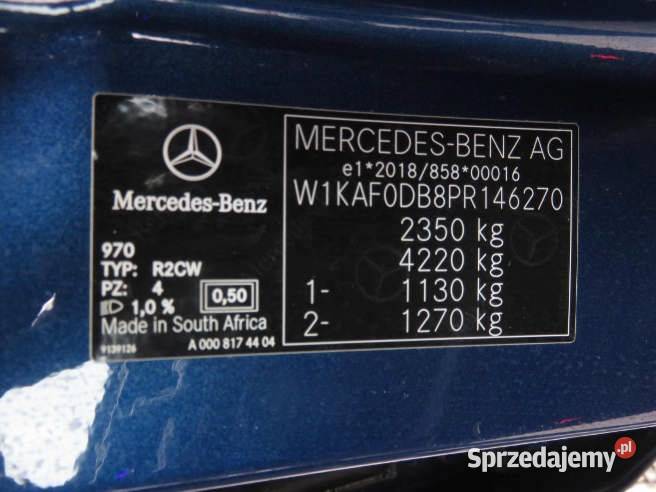 Mercedes-Benz
970
TYP: R2CW
PZ: 4
1,0 %
0,50
Made in South Africa
9139126
A 000 817 44 04
MERCEDES-BENZ AG
e1*2018/858*00016
W1KAF0DB8PR146270
2350 kg
4220 kg
1- 1130 kg
2- 1270 kg
Sprzedajemy.pl